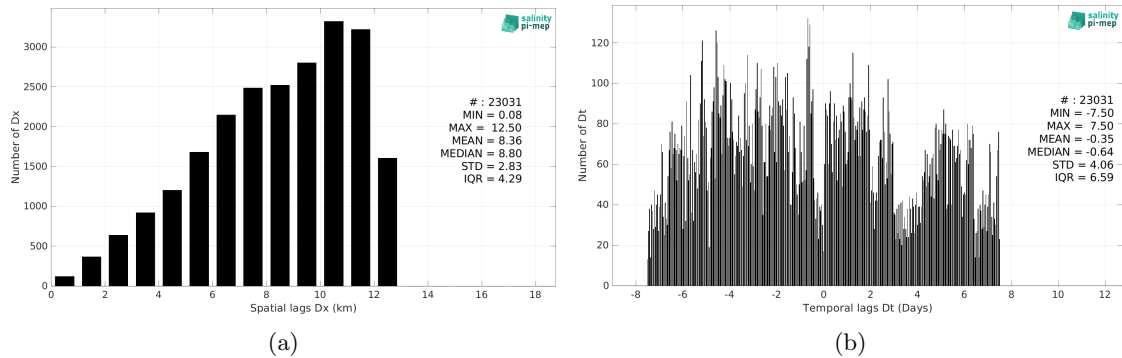 salinity
pi-mep
3000
2500
2000
1500
1000
500
0
Number of Dx
# : 23031
MIN = 0.08
MAX = 12.50
MEAN = 8.36
MEDIAN = 8.80
STD = 2.83
IQR = 4.29
0 2 4 6 8 10 12 14 16 18
Spatial lags Dx (km)
(a)
salinity
pi-mep
120
100
80
60
40
20
0
Number of Dt
# : 23031
MIN = -7.50
MAX = 7.50
MEAN = -0.35
MEDIAN = -0.64
STD = 4.06
IQR = 6.59
-8 -6 -4 -2 0 2 4 6 8 10 12
Temporal lags Dt (Days)
(b)